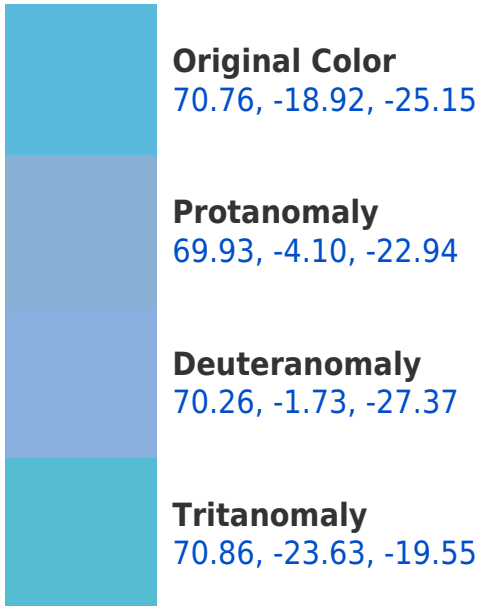 Original Color
70.76, -18.92, -25.15
Protanomaly
69.93, -4.10, -22.94
Deuteranomaly
70.26, -1.73, -27.37
Tritanomaly
70.86, -23.63, -19.55